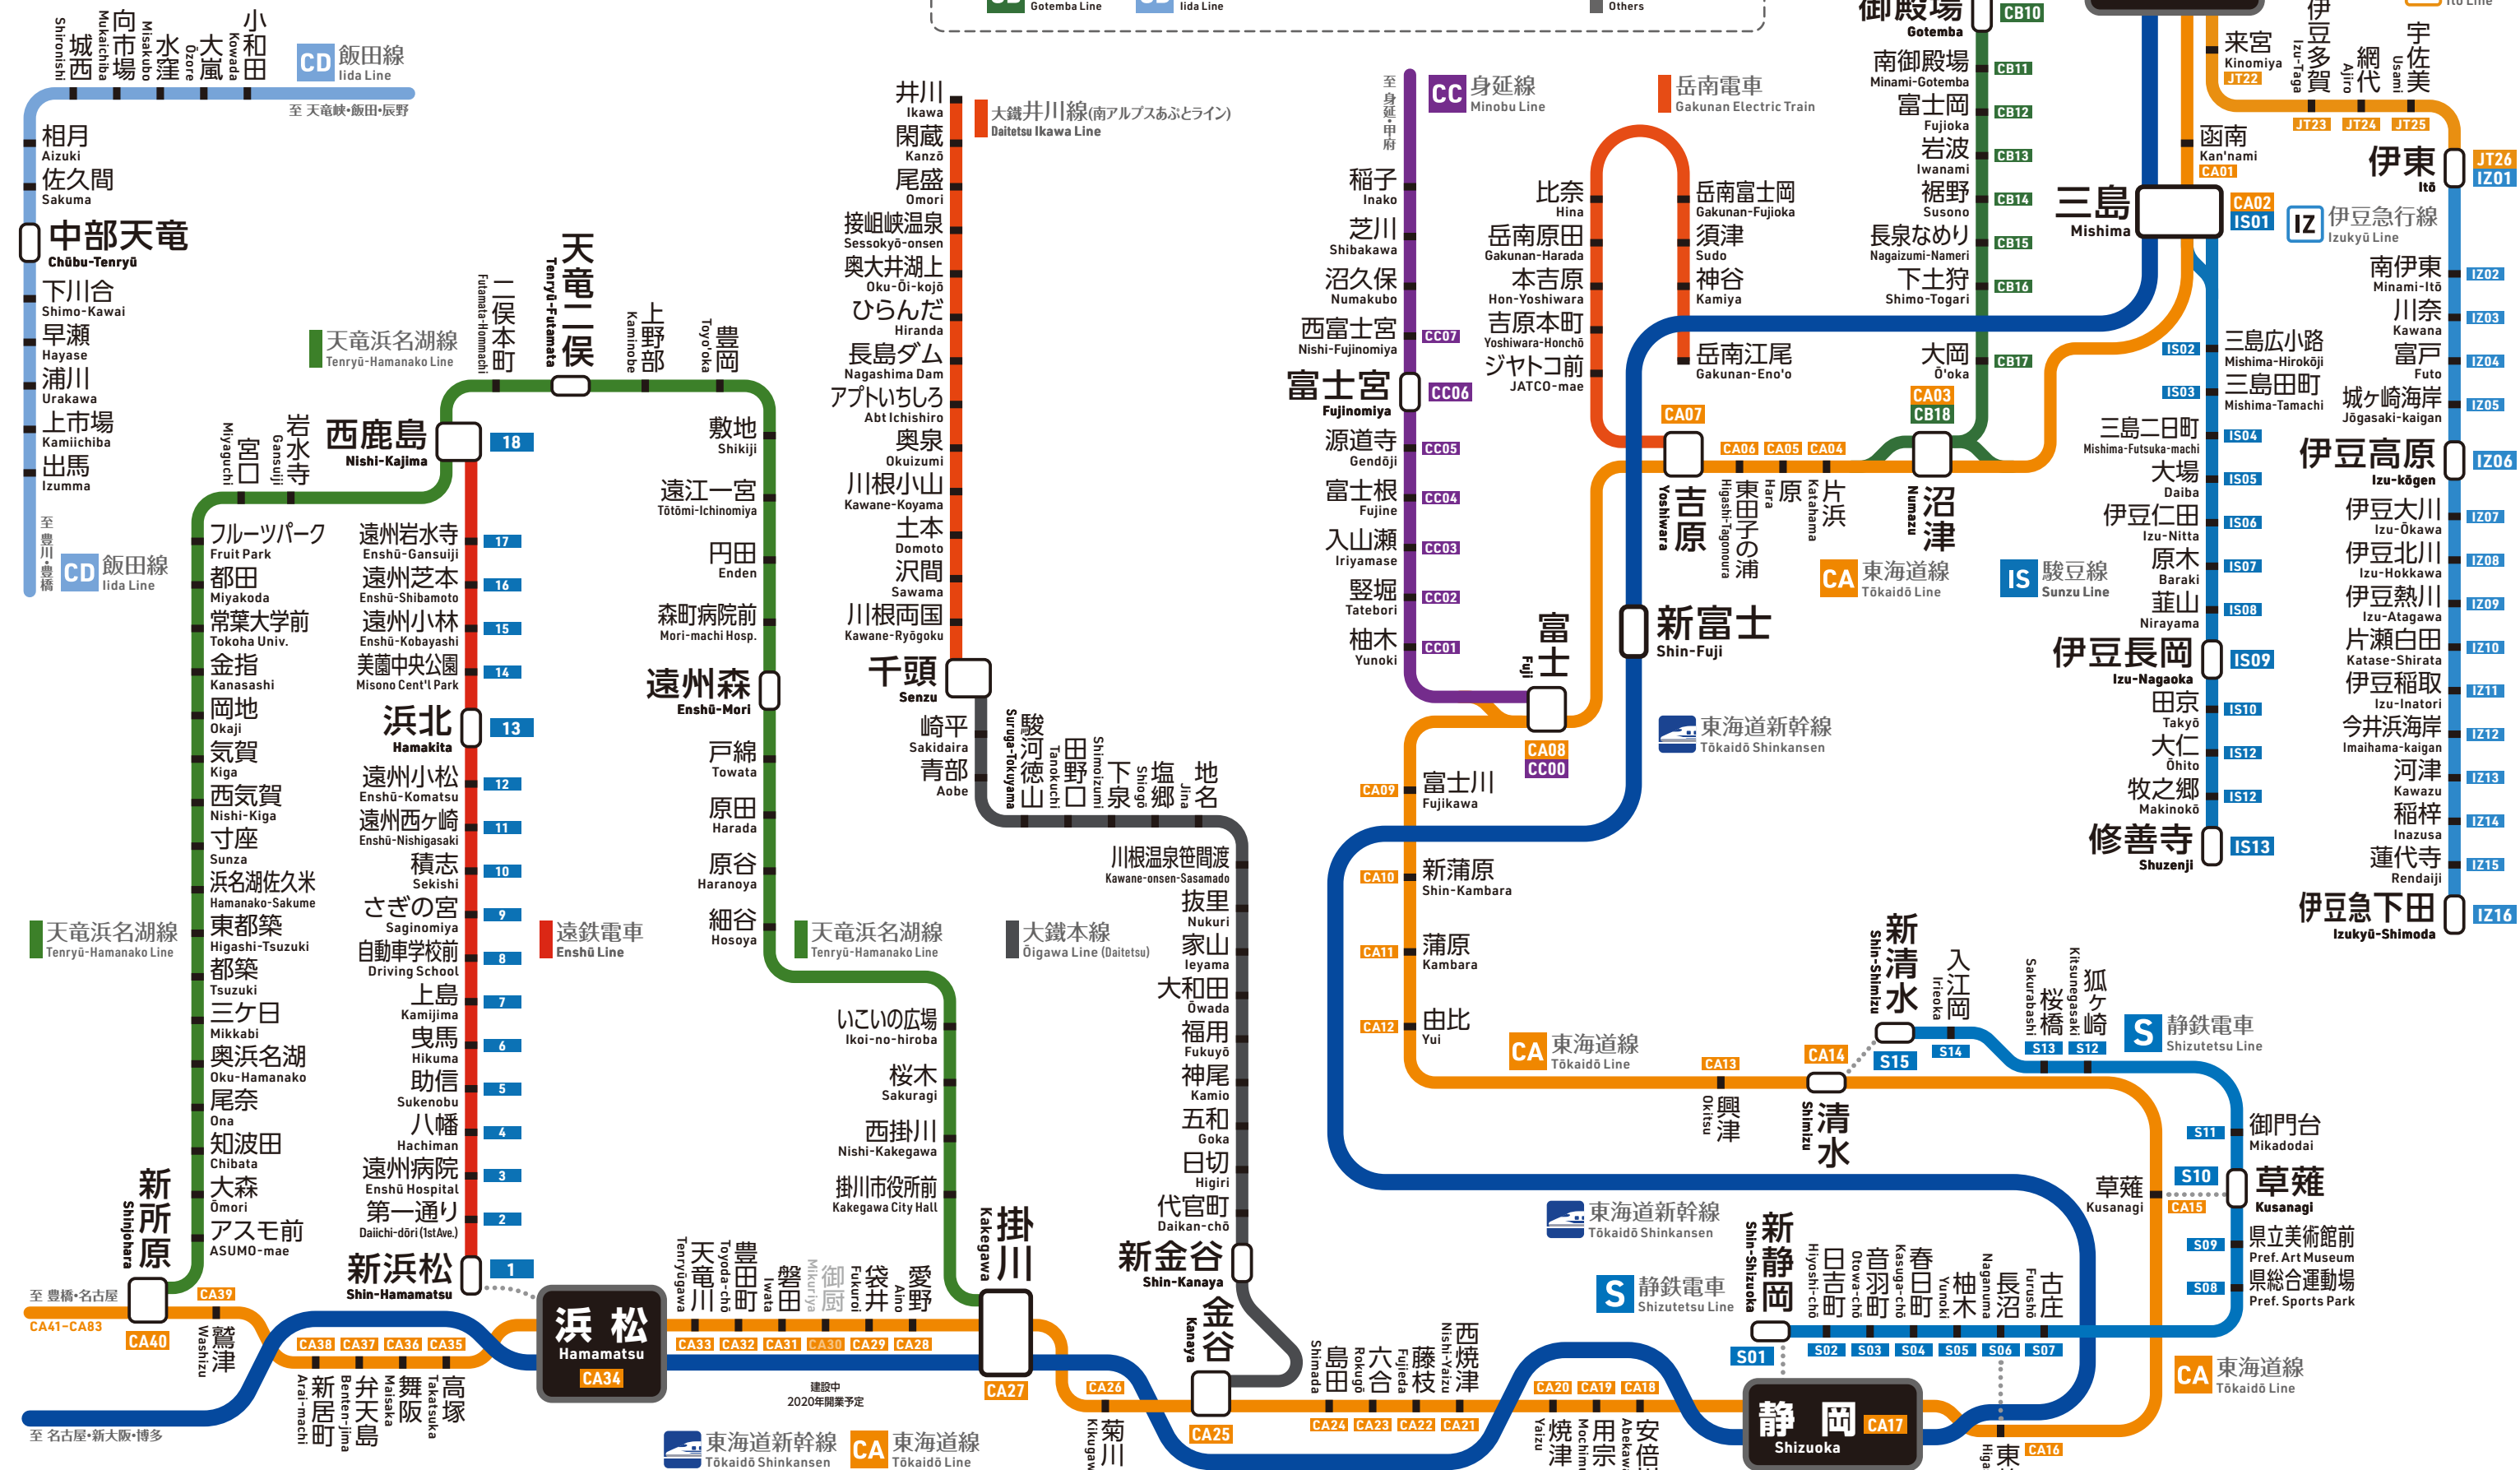 Gotemba Line
Iida Line
Others
城西
Shironishi
向市場
Mukaichiba
水窪
Misakubo
大嵐
Ōzore
小和田
Kowada
CD 飯田線
Iida Line
至 天竜峡・飯田・辰野
相月
Aizuki
佐久間
Sakuma
中部天竜
Chūbu-Tenryū
下川合
Shimo-Kawai
早瀬
Hayase
浦川
Urakawa
上市場
Kamiichiba
出馬
Izumma
至 豊川・豊橋
CD 飯田線
Iida Line
天竜浜名湖線
Tenryū-Hamanako Line
宮口
Miyaguchi
岩水寺
Gansuiji
西鹿島
Nishi-Kajima
18
二俣本町
Futamata-Hommachi
天竜二俣
Tenryū-Futamata
上野部
Kaminobe
豊岡
Toyo'oka
敷地
Shikiji
遠江一宮
Tōtōmi-Ichinomiya
円田
Enden
森町病院前
Mori-machi Hosp.
遠州森
Enshū-Mori
戸綿
Towata
原田
Harada
原谷
Haranoya
細谷
Hosoya
天竜浜名湖線
Tenryū-Hamanako Line
いこいの広場
Ikoi-no-hiroba
桜木
Sakuragi
西掛川
Nishi-Kakegawa
掛川市役所前
Kakegawa City Hall
フルーツパーク
Fruit Park
都田
Miyakoda
常葉大学前
Tokoha Univ.
金指
Kanasashi
岡地
Okaji
気賀
Kiga
西気賀
Nishi-Kiga
寸座
Sunza
浜名湖佐久米
Hamanako-Sakume
東都築
Higashi-Tsuzuki
都築
Tsuzuki
三ケ日
Mikkabi
奥浜名湖
Oku-Hamanako
尾奈
Ona
知波田
Chibata
大森
Ōmori
アスモ前
ASUMO-mae
新所原
Shinjohara
天竜浜名湖線
Tenryū-Hamanako Line
遠州岩水寺
Enshū-Gansuiji
17
遠州芝本
Enshū-Shibamoto
16
遠州小林
Enshū-Kobayashi
15
美薗中央公園
Misono Cent'l Park
14
浜北
Hamakita
13
遠州小松
Enshū-Komatsu
12
遠州西ヶ崎
Enshū-Nishigasaki
11
積志
Sekishi
10
さぎの宮
Saginomiya
9
自動車学校前
Driving School
8
上島
Kamijima
7
曳馬
Hikuma
6
助信
Sukenobu
5
八幡
Hachiman
4
遠州病院
Enshū Hospital
3
第一通り
Daiichi-dōri (1st Ave.)
2
新浜松
Shin-Hamamatsu
1
遠鉄電車
Enshū Line
井川
Ikawa
閑蔵
Kanzō
尾盛
Omori
接岨峡温泉
Sessokyō-onsen
奥大井湖上
Oku-Ōi-kojō
ひらんだ
Hiranda
長島ダム
Nagashima Dam
アプトいちしろ
Abt Ichishiro
奥泉
Okuizumi
川根小山
Kawane-Koyama
土本
Domoto
沢間
Sawama
川根両国
Kawane-Ryōgoku
千頭
Senzu
大鐵井川線(南アルプスあぷとライン)
Daitetsu Ikawa Line
崎平
Sakidaira
青部
Aobe
駿河徳山
Suruga-Tokuyama
田野口
Tanokuchi
下泉
Shimoizumi
塩郷
Shiogō
地名
Jina
川根温泉笹間渡
Kawane-onsen-Sasamado
抜里
Nukuri
家山
Ieyama
大和田
Ōwada
福用
Fukuyō
神尾
Kamio
五和
Goka
日切
Higiri
代官町
Daikan-chō
新金谷
Shin-Kanaya
金谷
Kanaya
CA25
大鐵本線
Ōigawa Line (Daitetsu)
至 身延・甲府
CC 身延線
Minobu Line
稲子
Inako
芝川
Shibakawa
沼久保
Numakubo
西富士宮
Nishi-Fujinomiya
CC07
富士宮
Fujinomiya
CC06
源道寺
Gendōji
CC05
富士根
Fujine
CC04
入山瀬
Iriyamase
CC03
竪堀
Tatebori
CC02
柚木
Yunoki
CC01
富士
Fuji
CA08
CC00
岳南電車
Gakunan Electric Train
比奈
Hina
岳南原田
Gakunan-Harada
本吉原
Hon-Yoshiwara
吉原本町
Yoshiwara-Honchō
ジヤトコ前
JATCO-mae
岳南富士岡
Gakunan-Fujioka
須津
Sudo
神谷
Kamiya
岳南江尾
Gakunan-Eno'o
CA07
吉原
Yoshiwara
CA06
東田子の浦
Higashi-Tagonoura
CA05
原
Hara
CA04
片浜
Katahama
CA03
CB18
沼津
Numazu
御殿場
Gotemba
CB10
南御殿場
Minami-Gotemba
CB11
富士岡
Fujioka
CB12
岩波
Iwanami
CB13
裾野
Susono
CB14
長泉なめり
Nagaizumi-Nameri
CB15
下土狩
Shimo-Togari
CB16
大岡
Ō'oka
CB17
CA 東海道線
Tōkaidō Line
新富士
Shin-Fuji
東海道新幹線
Tōkaidō Shinkansen
来宮
Kinomiya
JT22
伊豆多賀
Izu-Taga
JT23
網代
Ajiro
JT24
宇佐美
Usami
JT25
Itō Line
伊東
Itō
JT26
IZ01
函南
Kan'nami
CA01
三島
Mishima
CA02
IS01
IZ 伊豆急行線
Izukyū Line
南伊東
Minami-Itō
IZ02
川奈
Kawana
IZ03
富戸
Futo
IZ04
城ヶ崎海岸
Jōgasaki-kaigan
IZ05
伊豆高原
Izu-kōgen
IZ06
伊豆大川
Izu-Ōkawa
IZ07
伊豆北川
Izu-Hokkawa
IZ08
伊豆熱川
Izu-Atagawa
IZ09
片瀬白田
Katase-Shirata
IZ10
伊豆稲取
Izu-Inatori
IZ11
今井浜海岸
Imaihama-kaigan
IZ12
河津
Kawazu
IZ13
稲梓
Inazusa
IZ14
蓮代寺
Rendaiji
IZ15
伊豆急下田
Izukyū-Shimoda
IZ16
IS 駿豆線
Sunzu Line
IS02
三島広小路
Mishima-Hirokōji
IS03
三島田町
Mishima-Tamachi
三島二日町
Mishima-Futsuka-machi
IS04
大場
Daiba
IS05
伊豆仁田
Izu-Nitta
IS06
原木
Baraki
IS07
韮山
Nirayama
IS08
伊豆長岡
Izu-Nagaoka
IS09
田京
Takyō
IS10
大仁
Ōhito
IS12
牧之郷
Makinokō
IS12
修善寺
Shuzenji
IS13
CA09
富士川
Fujikawa
CA10
新蒲原
Shin-Kambara
CA11
蒲原
Kambara
CA12
由比
Yui
CA 東海道線
Tōkaidō Line
CA13
興津
Okitsu
CA14
清水
Shimizu
新清水
Shin-Shimizu
S15
入江岡
Irieoka
S14
桜橋
Sakurabashi
S13
狐ヶ崎
Kitsunegasaki
S12
S 静鉄電車
Shizutetsu Line
S11
御門台
Mikadodai
S10
草薙
Kusanagi
草薙
Kusanagi
CA15
S09
県立美術館前
Pref. Art Museum
S08
県総合運動場
Pref. Sports Park
東海道新幹線
Tōkaidō Shinkansen
S 静鉄電車
Shizutetsu Line
新静岡
Shin-Shizuoka
S01
日吉町
Hiyoshi-chō
S02
音羽町
Otowa-chō
S03
春日町
Kasuga-chō
S04
柚木
Yunoki
S05
長沼
Naganuma
S06
古庄
Furushō
S07
CA 東海道線
Tōkaidō Line
至 豊橋・名古屋
CA41-CA83
CA40
CA39
鷲津
Washizu
CA38
新居町
Arai-machi
CA37
弁天島
Benten-jima
CA36
舞阪
Maisaka
CA35
高塚
Takatsuka
至 名古屋・新大阪・博多
浜松
Hamamatsu
CA34
天竜川
Tenryūgawa
CA33
豊田町
Toyoda-chō
CA32
磐田
Iwata
CA31
御厨
Mikuriya
CA30
袋井
Fukuroi
CA29
愛野
Aino
CA28
建設中
2020年開業予定
掛川
Kakegawa
CA27
東海道新幹線
Tōkaidō Shinkansen
CA 東海道線
Tōkaidō Line
CA26
菊川
島田
Shimada
CA24
六合
Rokugō
CA23
藤枝
Fujieda
CA22
西焼津
Nishi-Yaizu
CA21
CA20
焼津
Yaizu
CA19
用宗
CA18
安倍
静岡
Shizuoka
CA17
CA16
東